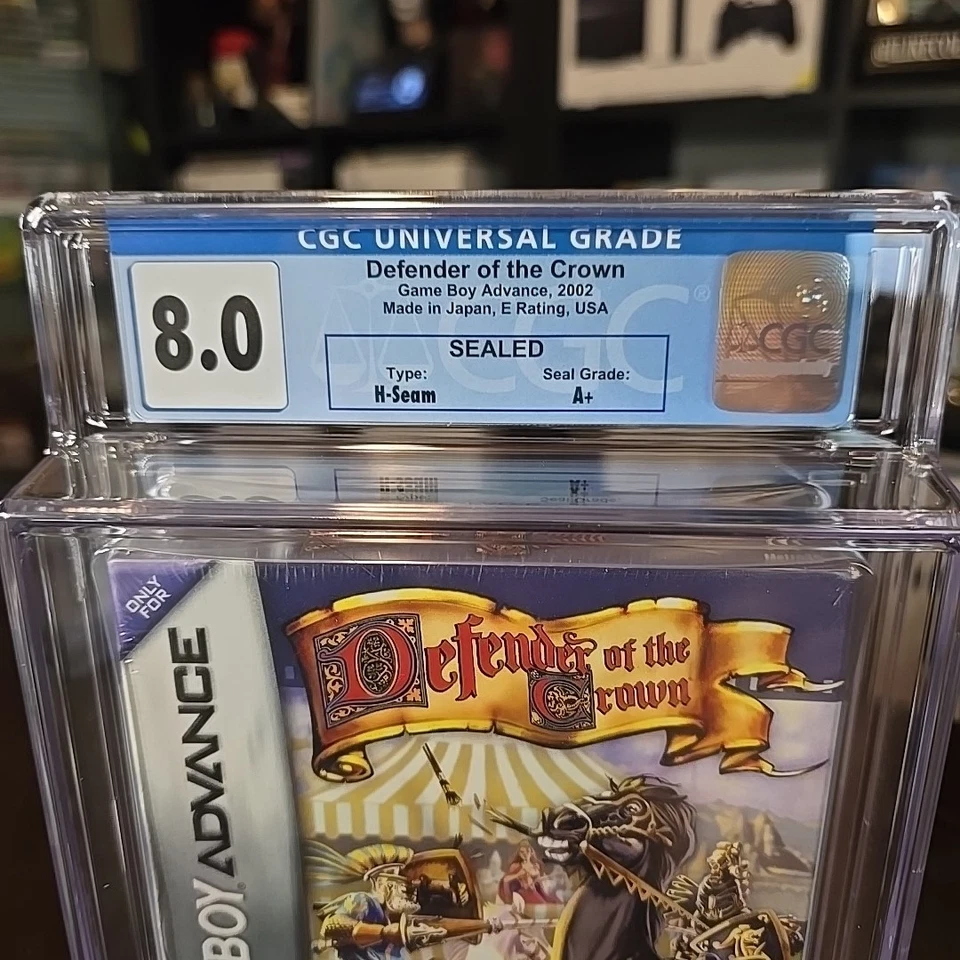 CGC UNIVERSAL GRADE
8.0
Defender of the Crown
Game Boy Advance, 2002
Made in Japan, E Rating, USA
SEALED
Type:
H-Seam
Seal Grade:
A+
CGC®
CGC
ONLY
FOR
BOY ADVANCE
Defender of the
Crown